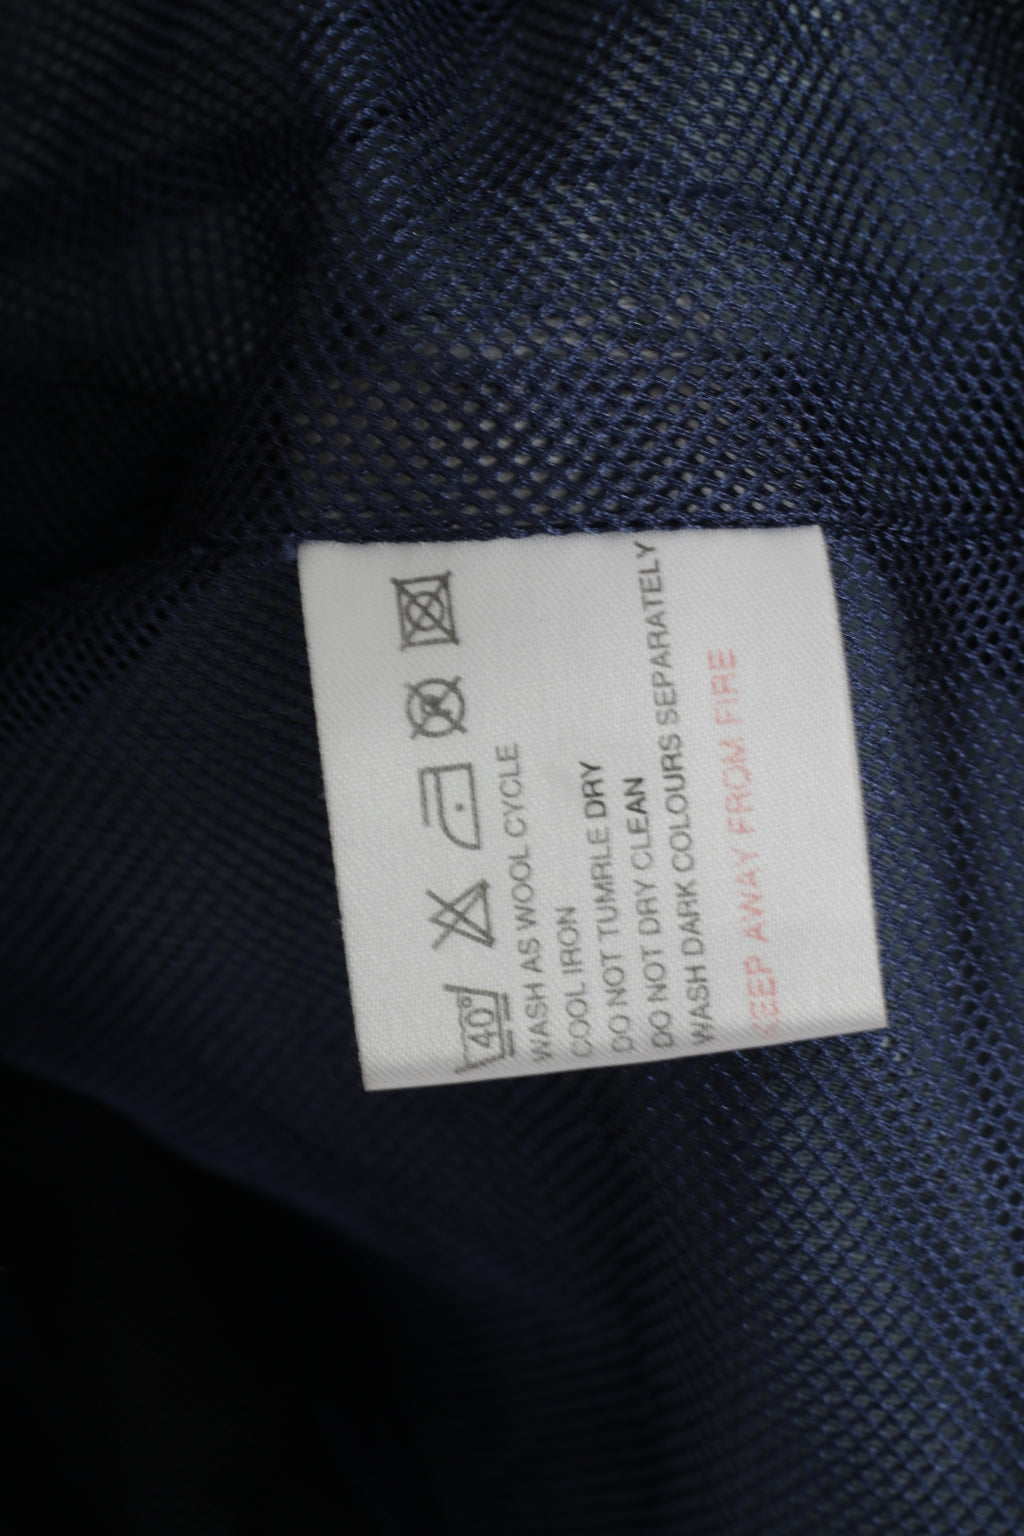 40°
WASH AS WOOL CYCLE
COOL IRON
DO NOT TUMRLE DRY
DO NOT DRY CLEAN
WASH DARK COLOURS SEPARATELY
KEEP AWAY FROM FIRE